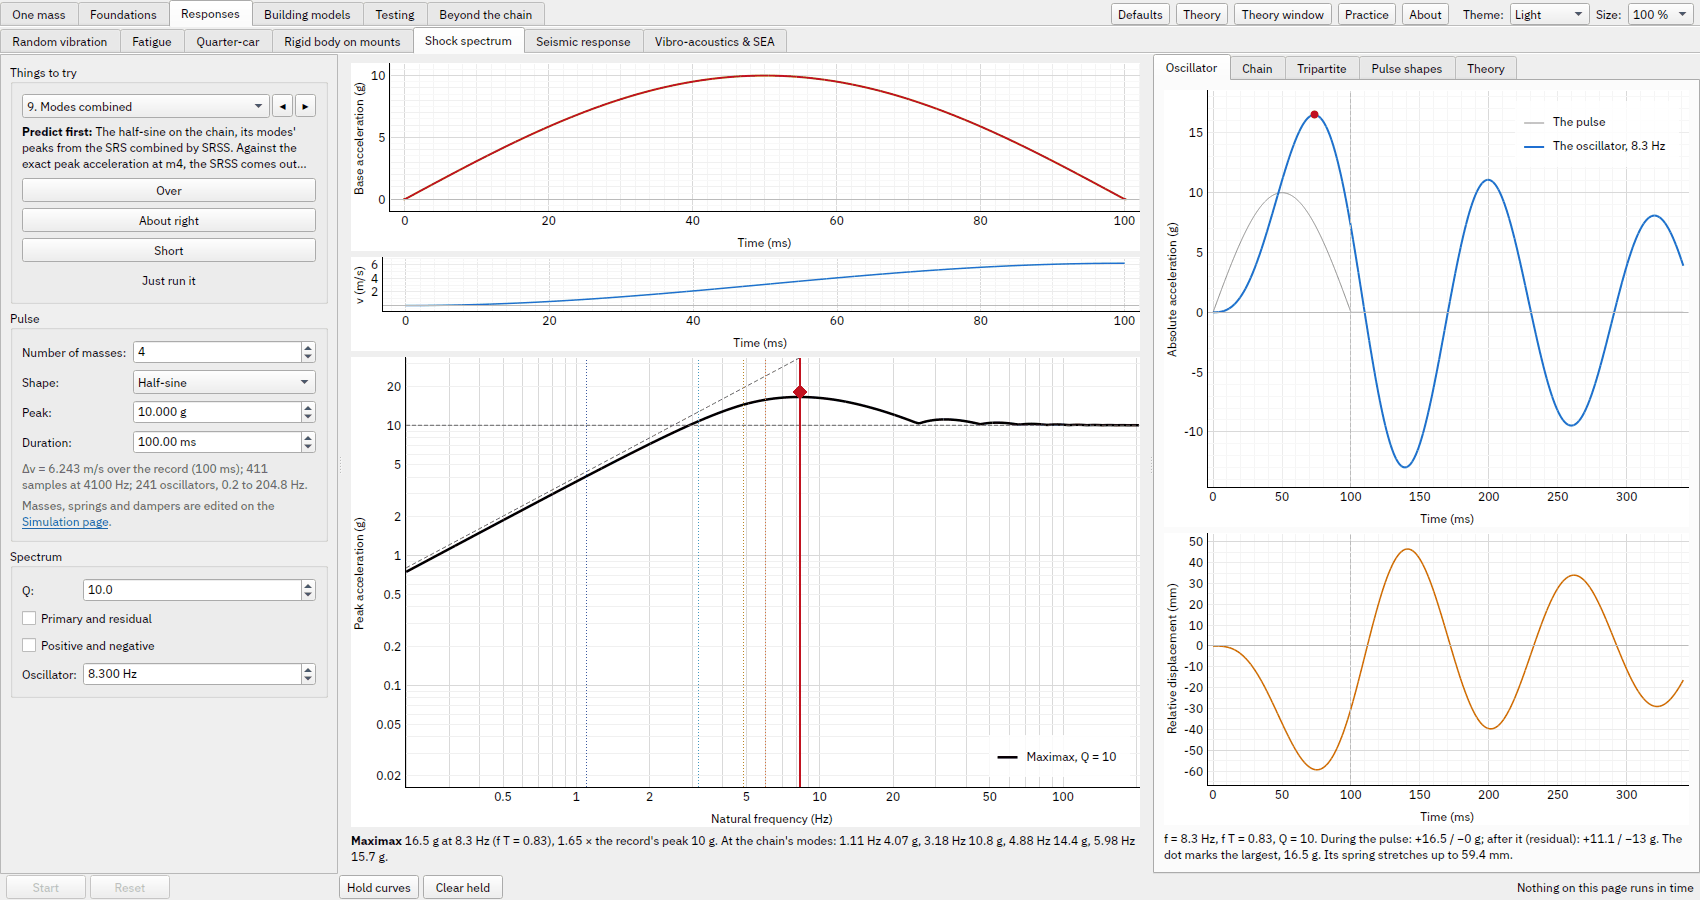 One mass
Foundations
Responses
Building models
Testing
Beyond the chain
Defaults
Theory
Theory window
Practice
About
Theme:
Light
Size:
100 %
Random vibration
Fatigue
Quarter-car
Rigid body on mounts
Shock spectrum
Seismic response
Vibro-acoustics & SEA
Things to try
9. Modes combined
Predict first: The half-sine on the chain, its modes'
peaks from the SRS combined by SRSS. Against the
exact peak acceleration at m4, the SRSS comes out...
Over
About right
Short
Just run it
Pulse
Number of masses:
4
Shape:
Half-sine
Peak:
10.000 g
Duration:
100.00 ms
Δv = 6.243 m/s over the record (100 ms); 411
samples at 4100 Hz; 241 oscillators, 0.2 to 204.8 Hz.
Masses, springs and dampers are edited on the
Simulation page.
Spectrum
Q:
10.0
Primary and residual
Positive and negative
Oscillator:
8.300 Hz
Start
Reset
Base acceleration (g)
10
5
0
0
20
40
60
80
100
Time (ms)
v (m/s)
6
4
2
0
20
40
60
80
100
Time (ms)
Peak acceleration (g)
20
10
5
2
1
0.5
0.2
0.1
0.05
0.02
Maximax, Q = 10
0.5
1
2
5
10
20
50
100
Natural frequency (Hz)
Maximax 16.5 g at 8.3 Hz (f T = 0.83), 1.65 × the record's peak 10 g. At the chain's modes: 1.11 Hz 4.07 g, 3.18 Hz 10.8 g, 4.88 Hz 14.4 g, 5.98 Hz
15.7 g.
Hold curves
Clear held
Oscillator
Chain
Tripartite
Pulse shapes
Theory
Absolute acceleration (g)
15
10
5
0
-5
-10
The pulse
The oscillator, 8.3 Hz
0
50
100
150
200
250
300
Time (ms)
Relative displacement (mm)
50
40
30
20
10
0
-10
-20
-30
-40
-50
-60
0
50
100
150
200
250
300
Time (ms)
f = 8.3 Hz, f T = 0.83, Q = 10. During the pulse: +16.5 / −0 g; after it (residual): +11.1 / −13 g. The
dot marks the largest, 16.5 g. Its spring stretches up to 59.4 mm.
Nothing on this page runs in time